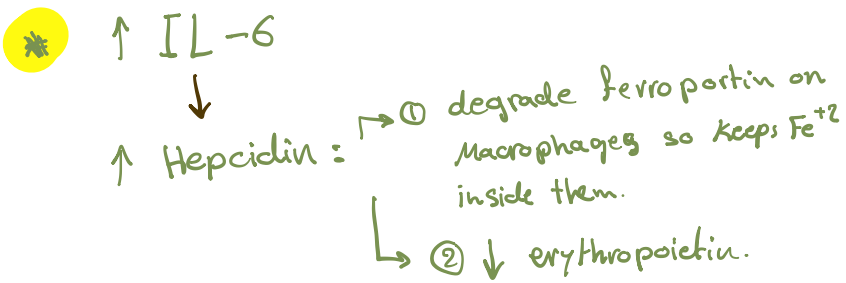 * ↑ IL-6
↓
↑ Hepcidin :
→ ① degrade ferroportin on
Macrophages so keeps Fe⁺²
inside them.
→ ② ↓ erythropoietin.